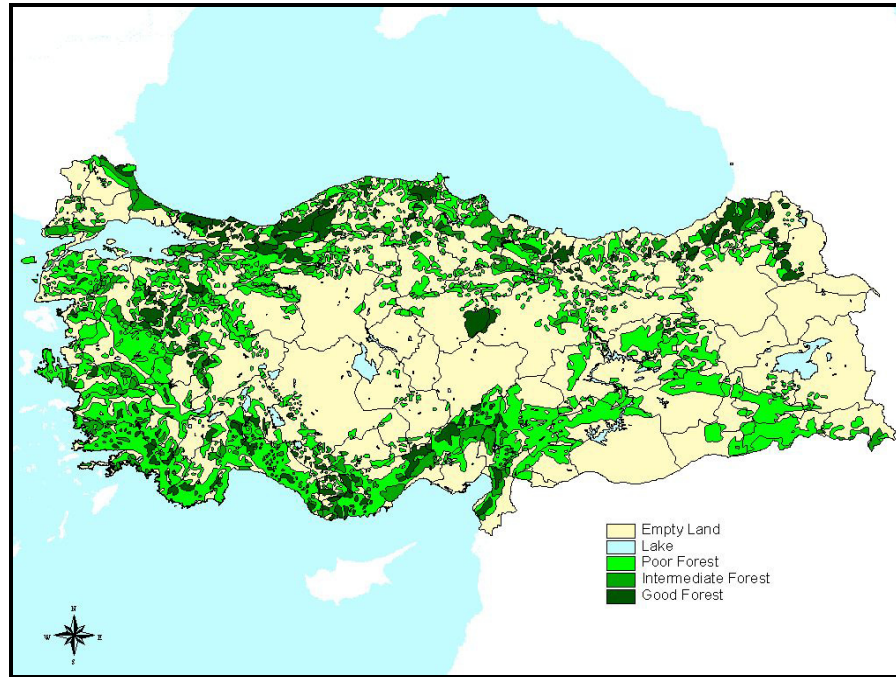 Empty Land
Lake
Poor Forest
Intermediate Forest
Good Forest
N
W E
S